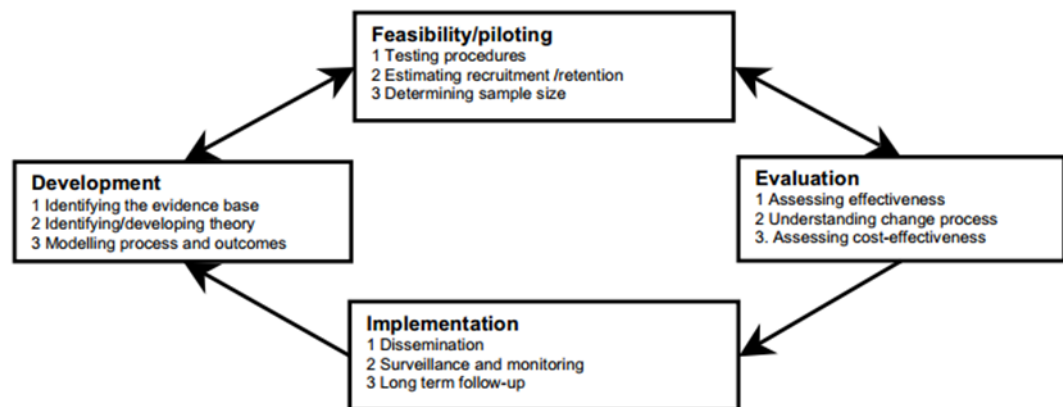 Feasibility/piloting
1 Testing procedures
2 Estimating recruitment /retention
3 Determining sample size
Development
1 Identifying the evidence base
2 Identifying/developing theory
3 Modelling process and outcomes
Evaluation
1 Assessing effectiveness
2 Understanding change process
3. Assessing cost-effectiveness
Implementation
1 Dissemination
2 Surveillance and monitoring
3 Long term follow-up